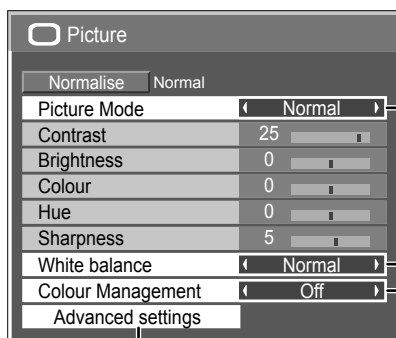 Picture
Normalise Normal
Picture Mode Normal
Contrast 25
Brightness 0
Colour 0
Hue 0
Sharpness 5
White balance Normal
Colour Management Off
Advanced settings